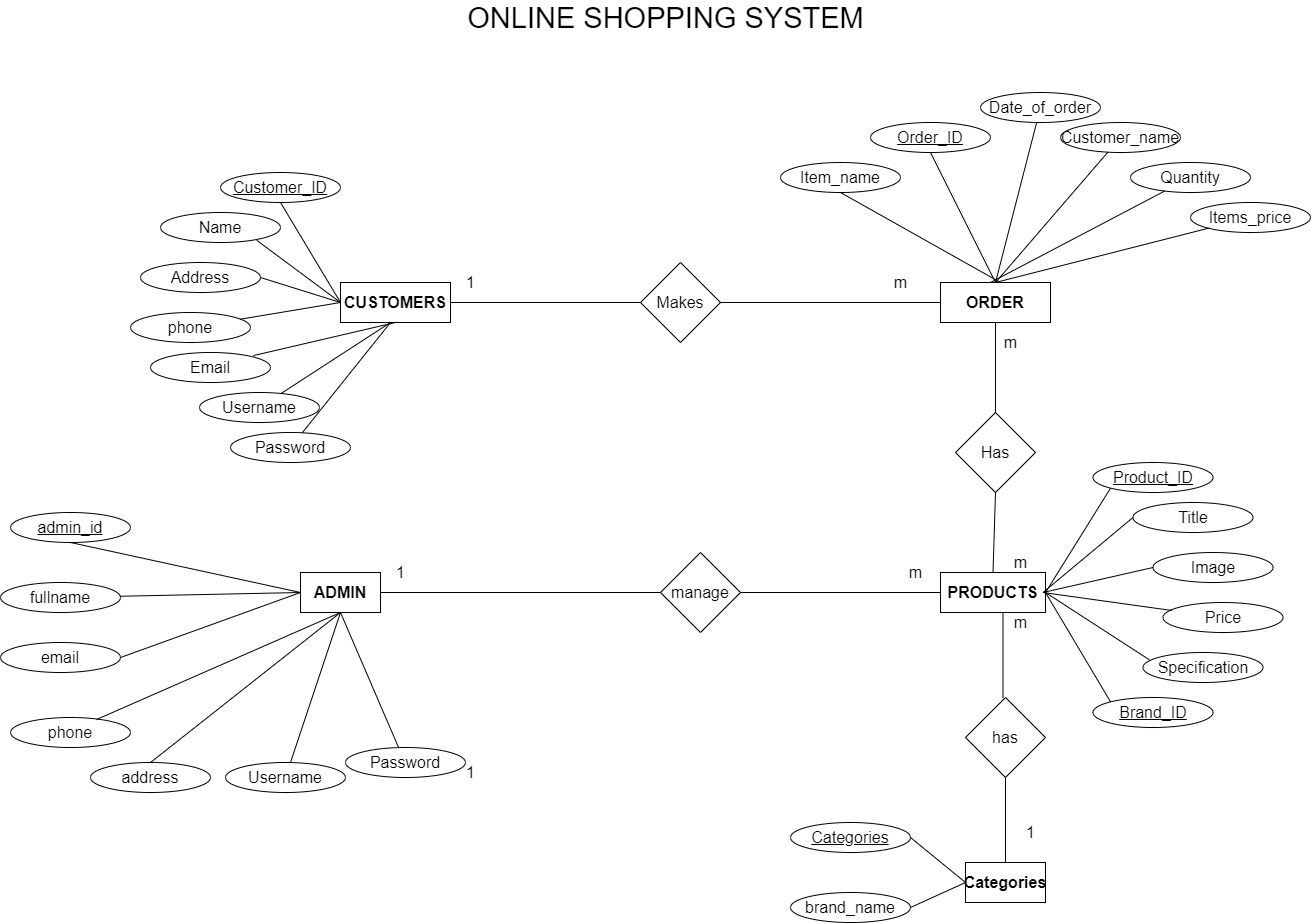 ONLINE SHOPPING SYSTEM
Date_of_order
Order_ID
Customer_name
Item_name
Quantity
Items_price
Customer_ID
Name
Address
phone
Email
Username
Password
CUSTOMERS
1
Makes
m
ORDER
m
Has
m
admin_id
fullname
email
phone
address
Username
Password
1
ADMIN
1
manage
m
PRODUCTS
Product_ID
Title
Image
Price
Specification
Brand_ID
m
has
1
Categories
Categories
brand_name